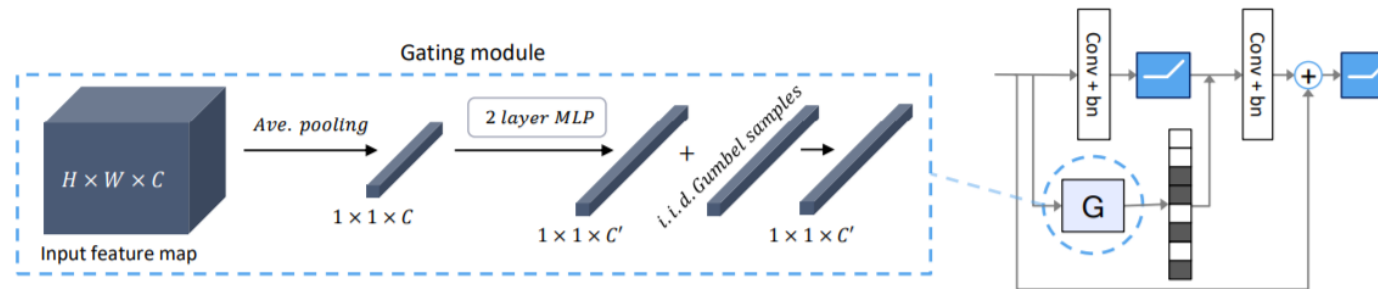 Gating module
H × W × C
Input feature map
Ave. pooling
1 × 1 × C
2 layer MLP
1 × 1 × C′
+
i.i.d. Gumbel samples
1 × 1 × C′
Conv + bn
Conv + bn
+
G